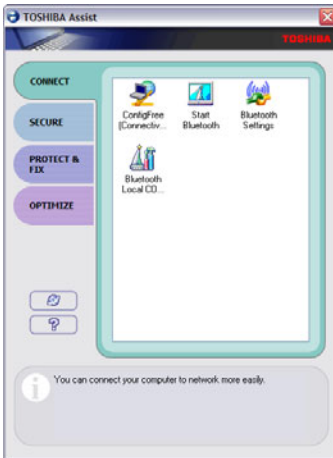 TOSHIBA Assist
TOSHIBA
CONNECT
SECURE
PROTECT &
FIX
OPTIMIZE
ConfigFree
(Connectiv...
Start
Bluetooth
Bluetooth
Settings
Bluetooth
Local CO...
You can connect your computer to network more easily.